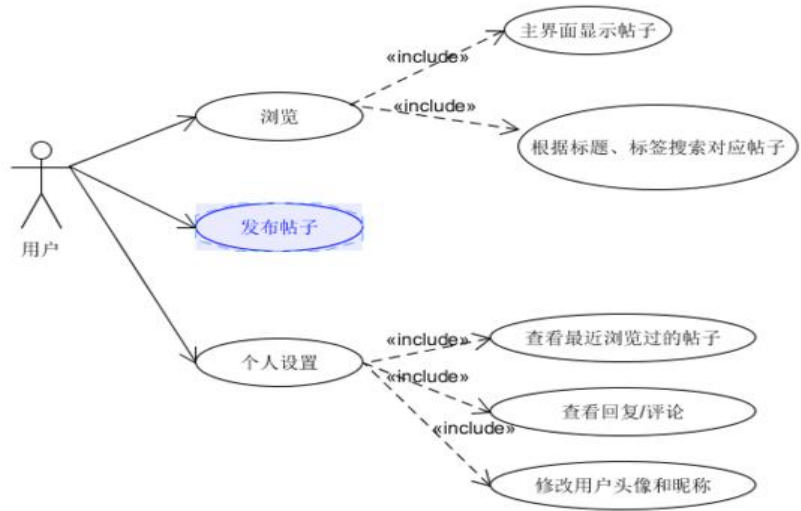 主界面显示帖子
«include»
浏览
«include»
根据标题、标签搜索对应帖子
发布帖子
用户
个人设置
«include»
查看最近浏览过的帖子
«include»
查看回复/评论
«include»
修改用户头像和昵称